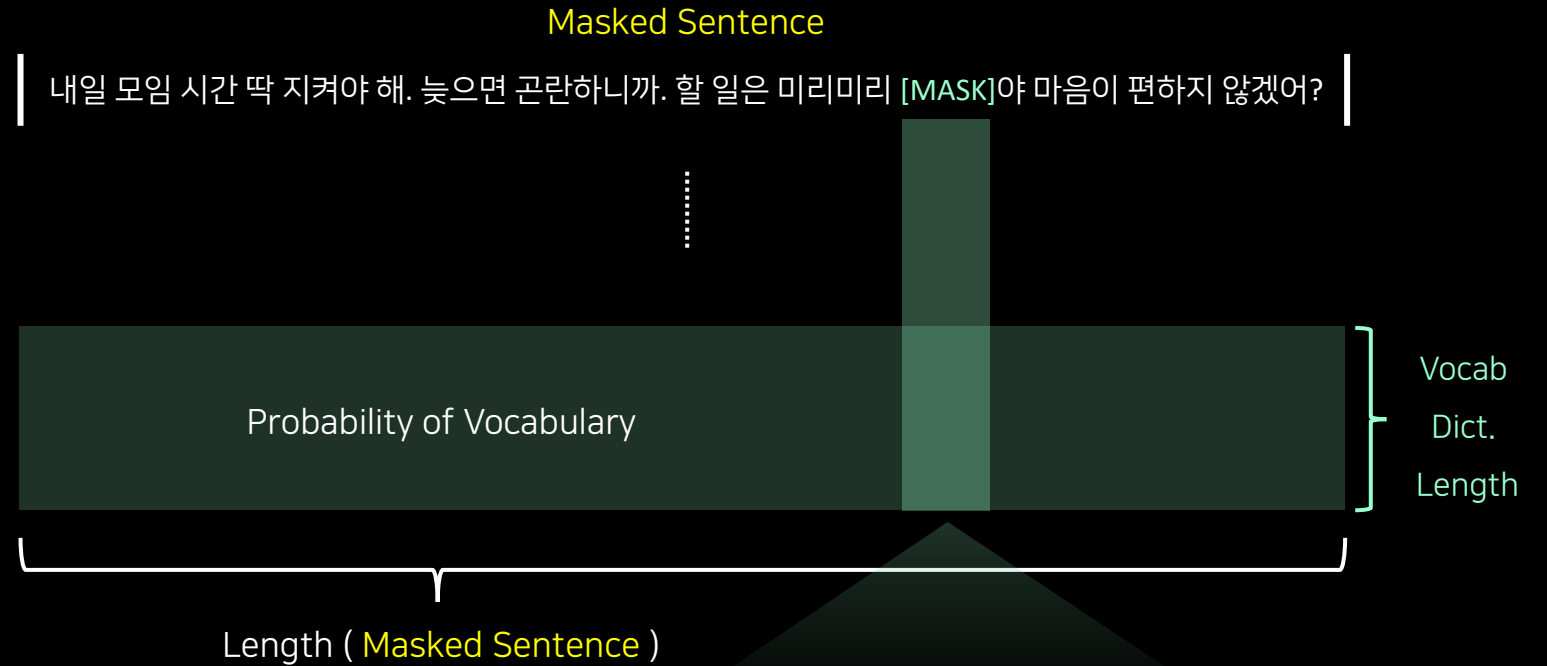 Masked Sentence
내일 모임 시간 딱 지켜야 해. 늦으면 곤란하니까. 할 일은 미리미리 [MASK]야 마음이 편하지 않겠어?
Probability of Vocabulary
Vocab
Dict.
Length
Length ( Masked Sentence )